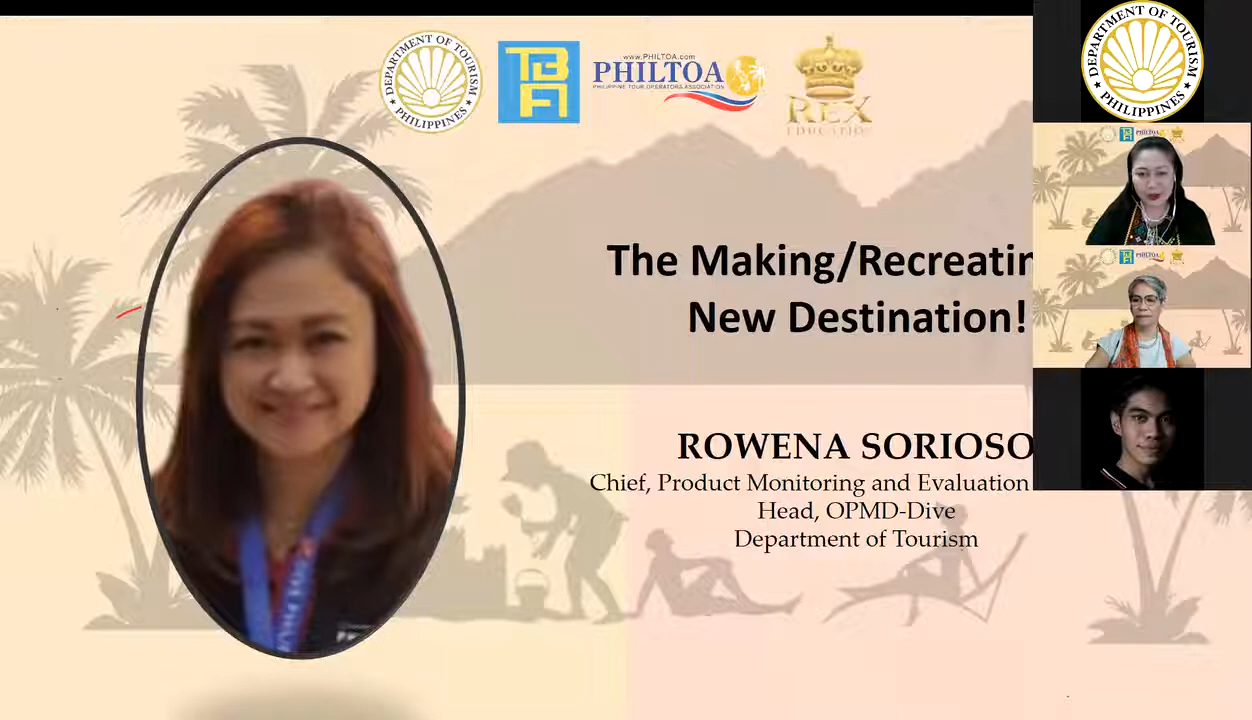 DEPARTMENT OF TOURISM
PHILIPPINES
TBA
www.PHILTOA.com
PHILTOA
PHILIPPINE TOUR OPERATORS ASSOCIATION
REX
EDUCATION
The Making/Recreatin
New Destination!
ROWENA SORIOSO
Chief, Product Monitoring and Evaluation
Head, OPMD-Dive
Department of Tourism
DEPARTMENT OF TOURISM
PHILIPPINES